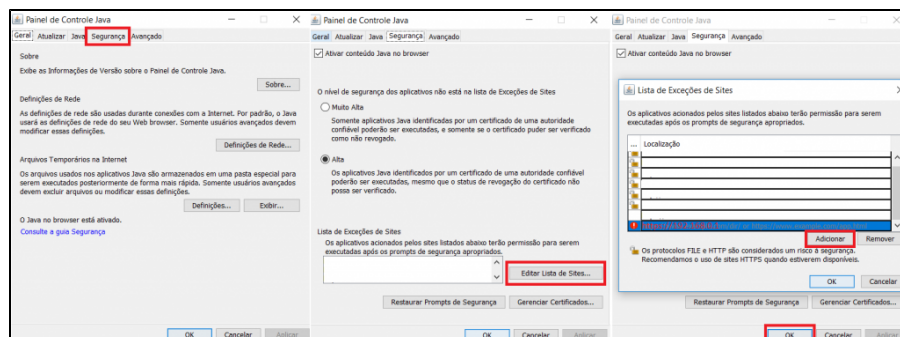 Painel de Controle Java
Geral Atualizar Java Segurança Avançado
Sobre
Exibe as Informações de Versão sobre o Painel de Controle Java.
Sobre...
Definições de Rede
As definições de rede são usadas durante conexões com a Internet. Por padrão, o Java
usará as definições de rede do seu Web browser. Somente usuários avançados devem
modificar essas definições.
Definições de Rede...
Arquivos Temporários na Internet
Os arquivos usados nos aplicativos Java são armazenados em uma pasta especial para
serem executados posteriormente de forma mais rápida. Somente usuários avançados
devem excluir arquivos ou modificar essas definições.
Definições... Exibir...
O Java no browser está ativado.
Consulte a guia Segurança
OK Cancelar Aplicar
Painel de Controle Java
Geral Atualizar Java Segurança Avançado
Ativar conteúdo Java no browser
O nível de segurança dos aplicativos não está na lista de Exceções de Sites
Muito Alta
Somente aplicativos Java identificadas por um certificado de uma autoridade
confiável poderão ser executadas, e somente se o certificado puder ser verificado
como não revogado.
Alta
Os aplicativos Java identificados por um certificado de uma autoridade confiável
poderão ser executadas, mesmo que o status de revogação do certificado não
possa ser verificado.
Lista de Exceções de Sites
Os aplicativos acionados pelos sites listados abaixo terão permissão para serem
executadas após os prompts de segurança apropriados.
Editar Lista de Sites...
Restaurar Prompts de Segurança Gerenciar Certificados...
OK Cancelar Aplicar
Painel de Controle Java
Geral Atualizar Java Segurança Avançado
Ativar conteúdo Java no browser
Lista de Exceções de Sites
Os aplicativos acionados pelos sites listados abaixo terão permissão para serem
executadas após os prompts de segurança apropriados.
... Localização
Adicionar Remover
Os protocolos FILE e HTTP são considerados um risco à segurança.
Recomendamos o uso de sites HTTPS quando estiverem disponíveis.
OK Cancelar
Restaurar Prompts de Segurança Gerenciar Certificados...
OK Cancelar Aplicar